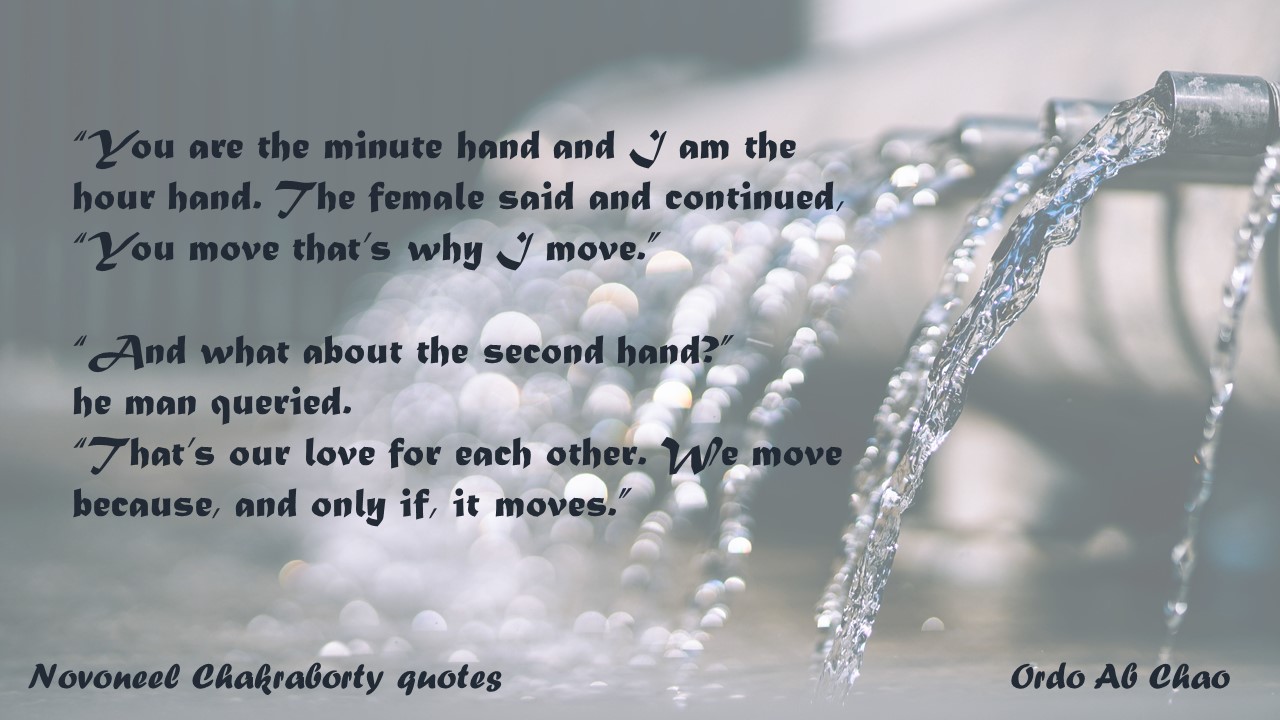 “You are the minute hand and I am the
hour hand. The female said and continued,
“You move that's why I move.”
“And what about the second hand?”
he man queried.
“That's our love for each other. We move
because, and only if, it moves.”
Novoneel Chakraborty quotes
Ordo Ab Chao